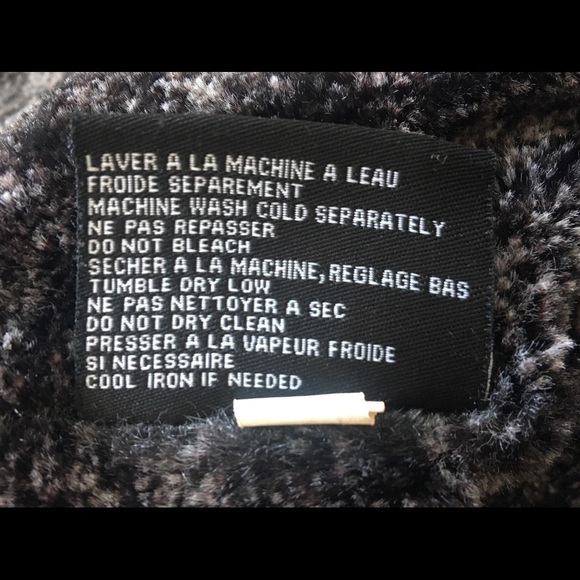 LAVER A LA MACHINE A LEAU
FROIDE SEPAREMENT
MACHINE WASH COLD SEPARATELY
NE PAS REPASSER
DO NOT BLEACH
SECHER A LA MACHINE, REGLAGE BAS
TUMBLE DRY LOW
NE PAS NETTOYER A SEC
DO NOT DRY CLEAN
PRESSER A LA VAPEUR FROIDE
SI NECESSAIRE
COOL IRON IF NEEDED